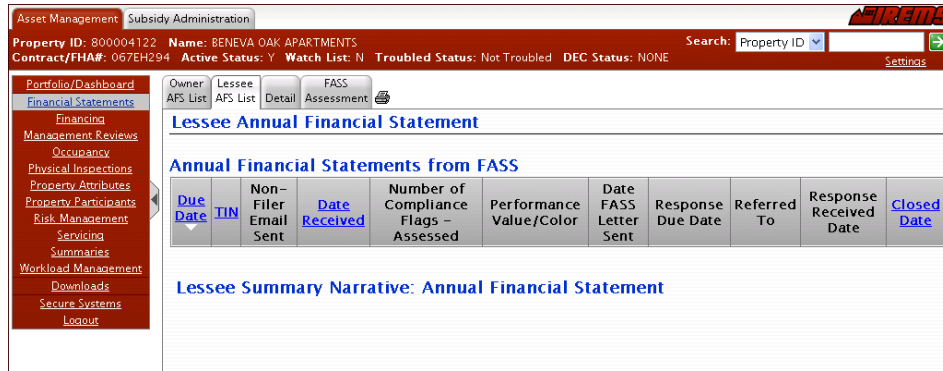 Asset Management Subsidy Administration
iREMS
Property ID: 800004122 Name: BENEVA OAK APARTMENTS Search: Property ID
Contract/FHA#: 067EH294 Active Status: Y Watch List: N Troubled Status: Not Troubled DEC Status: NONE Settings
Portfolio/Dashboard
Financial Statements
Financing
Management Reviews
Occupancy
Physical Inspections
Property Attributes
Property Participants
Risk Management
Servicing
Summaries
Workload Management
Downloads
Secure Systems
Logout
Owner AFS List
Lessee AFS List
Detail
FASS Assessment
Lessee Annual Financial Statement
Annual Financial Statements from FASS
Due Date
TIN
Non-Filer Email Sent
Date Received
Number of Compliance Flags - Assessed
Performance Value/Color
Date FASS Letter Sent
Response Due Date
Referred To
Response Received Date
Closed Date
Lessee Summary Narrative: Annual Financial Statement